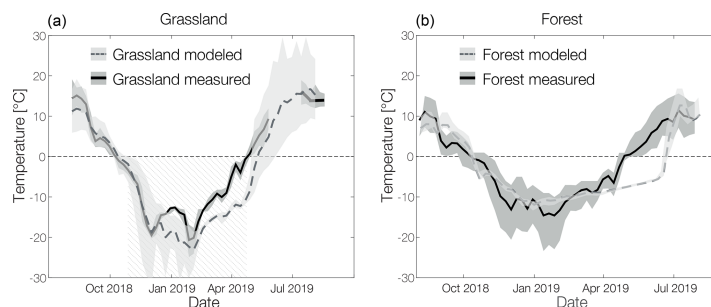 (a) Grassland
30
20
10
0
-10
-20
-30
Temperature [°C]
Grassland modeled
Grassland measured
Oct 2018 Jan 2019 Apr 2019 Jul 2019
Date
(b) Forest
30
20
10
0
-10
-20
-30
Temperature [°C]
Forest modeled
Forest measured
Oct 2018 Jan 2019 Apr 2019 Jul 2019
Date